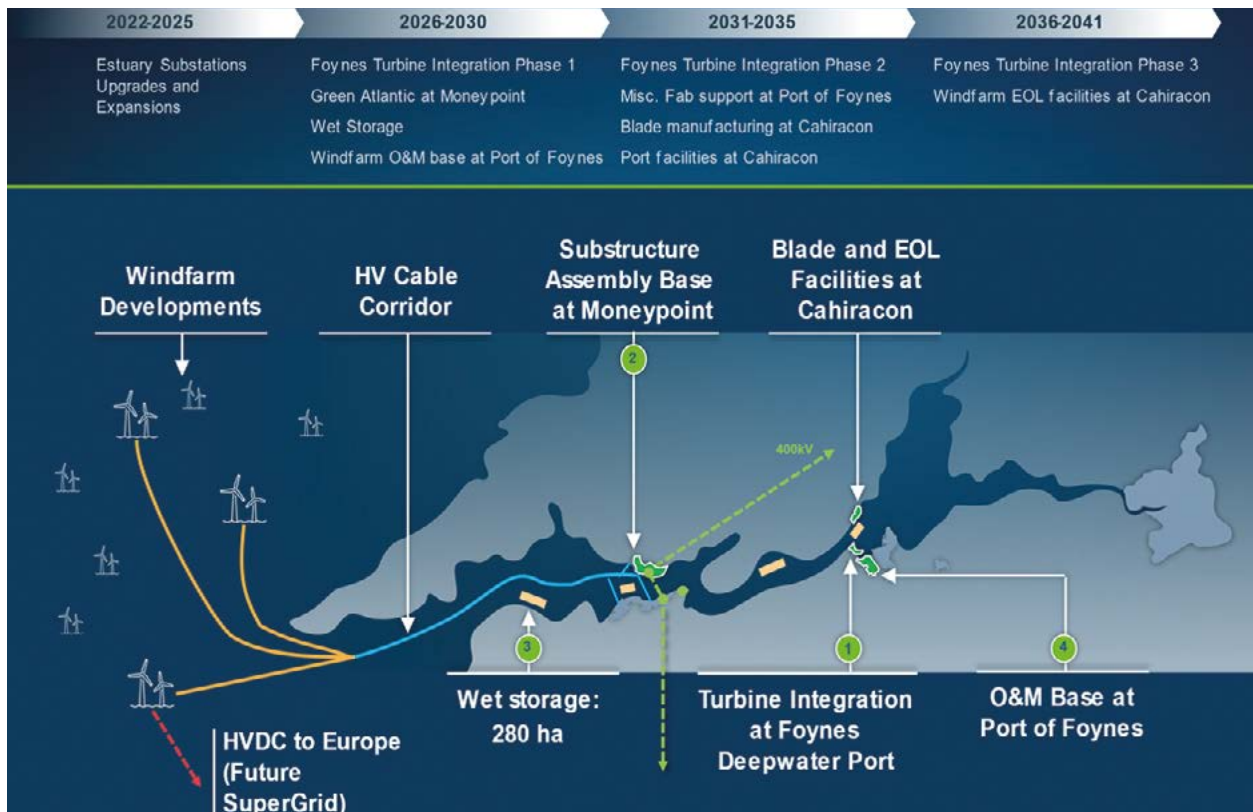 2022-2025
2026-2030
2031-2035
2036-2041
Estuary Substations
Upgrades and
Expansions
Foynes Turbine Integration Phase 1
Green Atlantic at Moneypoint
Wet Storage
Windfarm O&M base at Port of Foynes
Foynes Turbine Integration Phase 2
Misc. Fab support at Port of Foynes
Blade manufacturing at Cahiracon
Port facilities at Cahiracon
Foynes Turbine Integration Phase 3
Windfarm EOL facilities at Cahiracon
Windfarm
Developments
HV Cable
Corridor
Substructure
Assembly Base
at Moneypoint
Blade and EOL
Facilities at
Cahiracon
2
400kV
3
1
4
Wet storage:
280 ha
Turbine Integration
at Foynes
Deepwater Port
O&M Base at
Port of Foynes
HVDC to Europe
(Future
SuperGrid)